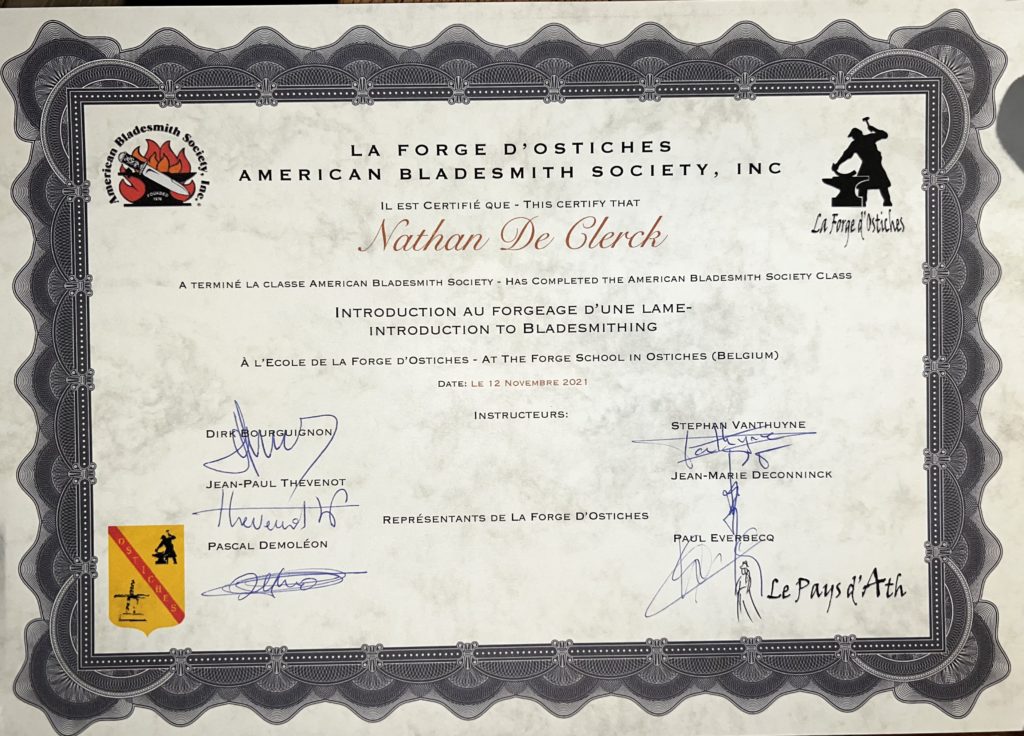 American Bladesmith Society, Inc.
FOUNDED
1976
LA FORGE D'OSTICHES
AMERICAN BLADESMITH SOCIETY, INC
La Forge d'Ostiches
IL EST CERTIFIÉ QUE - THIS CERTIFY THAT
Nathan De Clerck
A TERMINÉ LA CLASSE AMERICAN BLADESMITH SOCIETY - HAS COMPLETED THE AMERICAN BLADESMITH SOCIETY CLASS
INTRODUCTION AU FORGEAGE D'UNE LAME-
INTRODUCTION TO BLADESMITHING
À L'ECOLE DE LA FORGE D'OSTICHES - AT THE FORGE SCHOOL IN OSTICHES (BELGIUM)
DATE: LE 12 NOVEMBRE 2021
INSTRUCTEURS:
DIRK BOURGUIGNON
STEPHAN VANTHUYNE
JEAN-PAUL THÉVENOT
JEAN-MARIE DECONNINCK
REPRÉSENTANTS DE LA FORGE D'OSTICHES
PASCAL DEMOLÉON
PAUL EVERBECQ
OSTICHES
Le Pays d'Ath